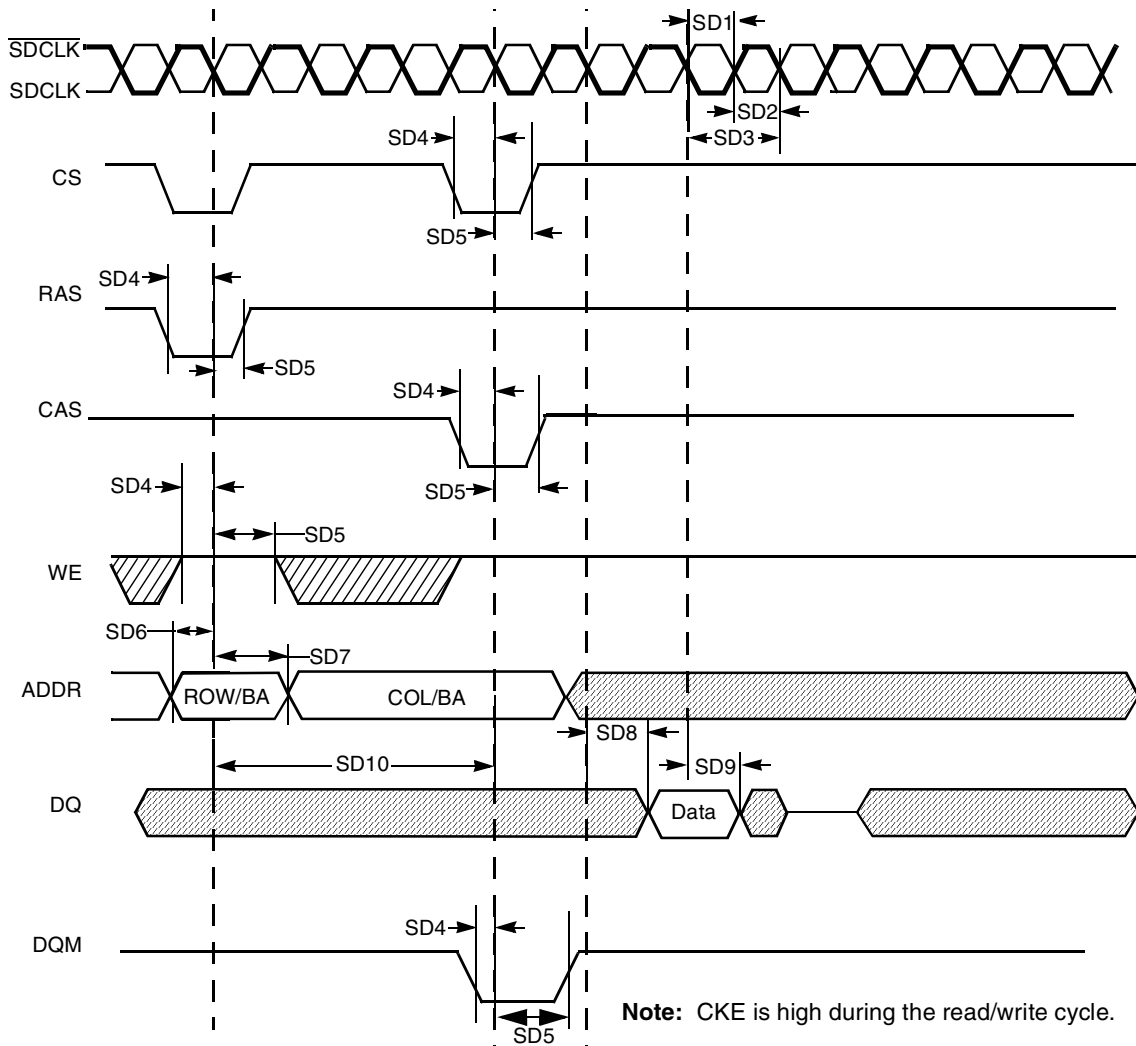 SD1
SDCLK
SDCLK
SD2
SD4
SD3
CS
SD5
SD4
RAS
SD5
SD4
CAS
SD4
SD5
SD5
WE
SD6
SD7
ADDR
ROW/BA
COL/BA
SD8
SD10
SD9
DQ
Data
SD4
DQM
Note: CKE is high during the read/write cycle.
SD5